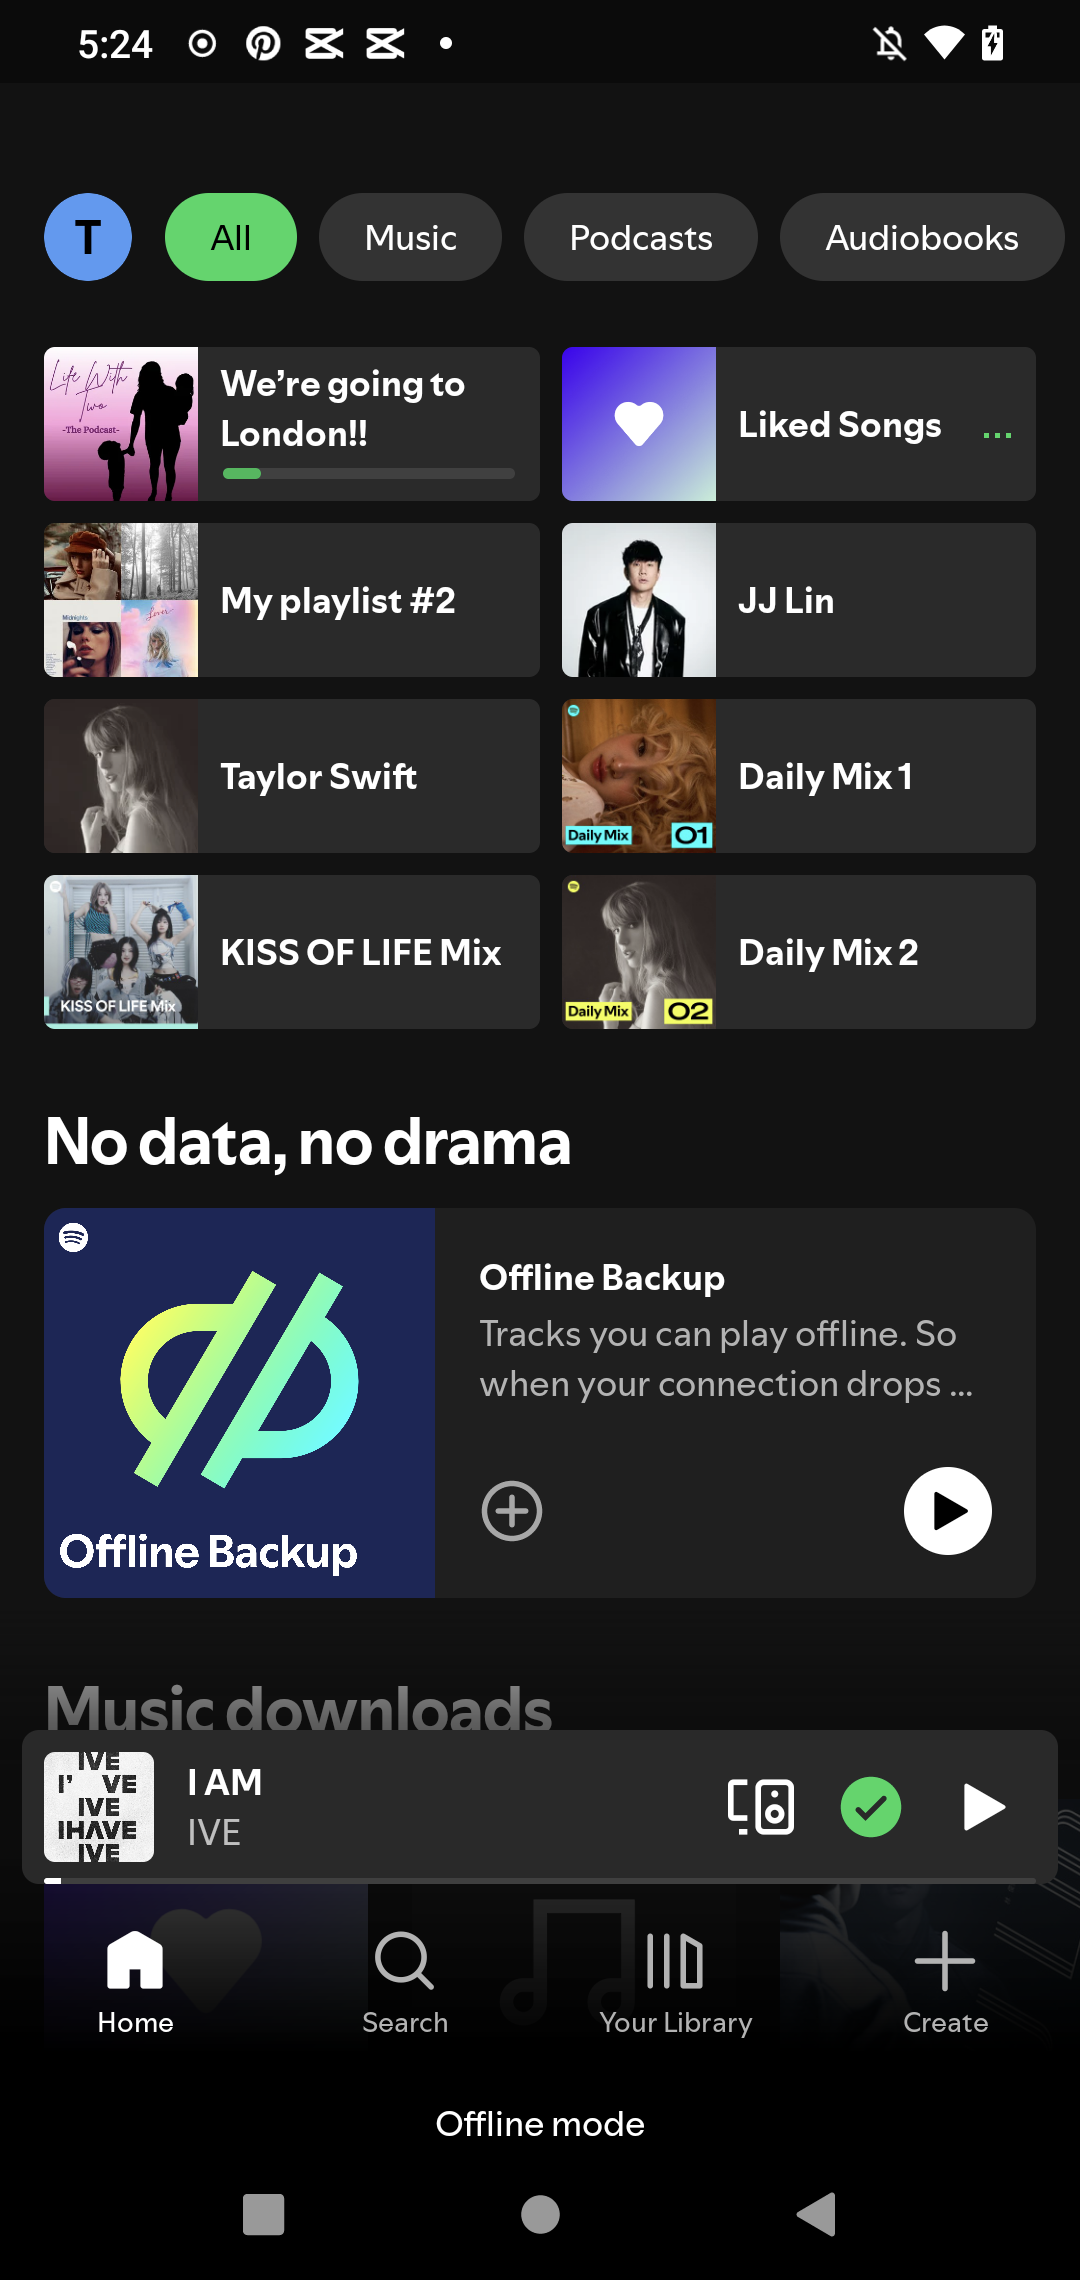 5:24
T
All
Music
Podcasts
Audiobooks
Life With
Two
-The Podcast-
We're going to
London!!
Liked Songs
...
Midnights
Lover
My playlist #2
JJ Lin
Taylor Swift
Daily Mix
01
Daily Mix 1
KISS OF LIFE Mix
KISS OF LIFE Mix
Daily Mix
02
Daily Mix 2
No data, no drama
Offline Backup
Offline Backup
Tracks you can play offline. So
when your connection drops ...
Music downloads
IVE
I' VE
IVE
IHAVE
IVE
I AM
IVE
Home
Search
Your Library
Create
Offline mode